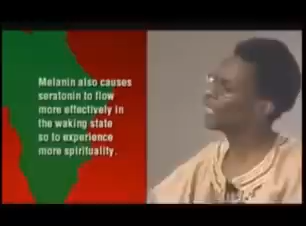 Melanin also causes
seratonin to flow
more effectively in
the waking state
so to experience
more spirituality.